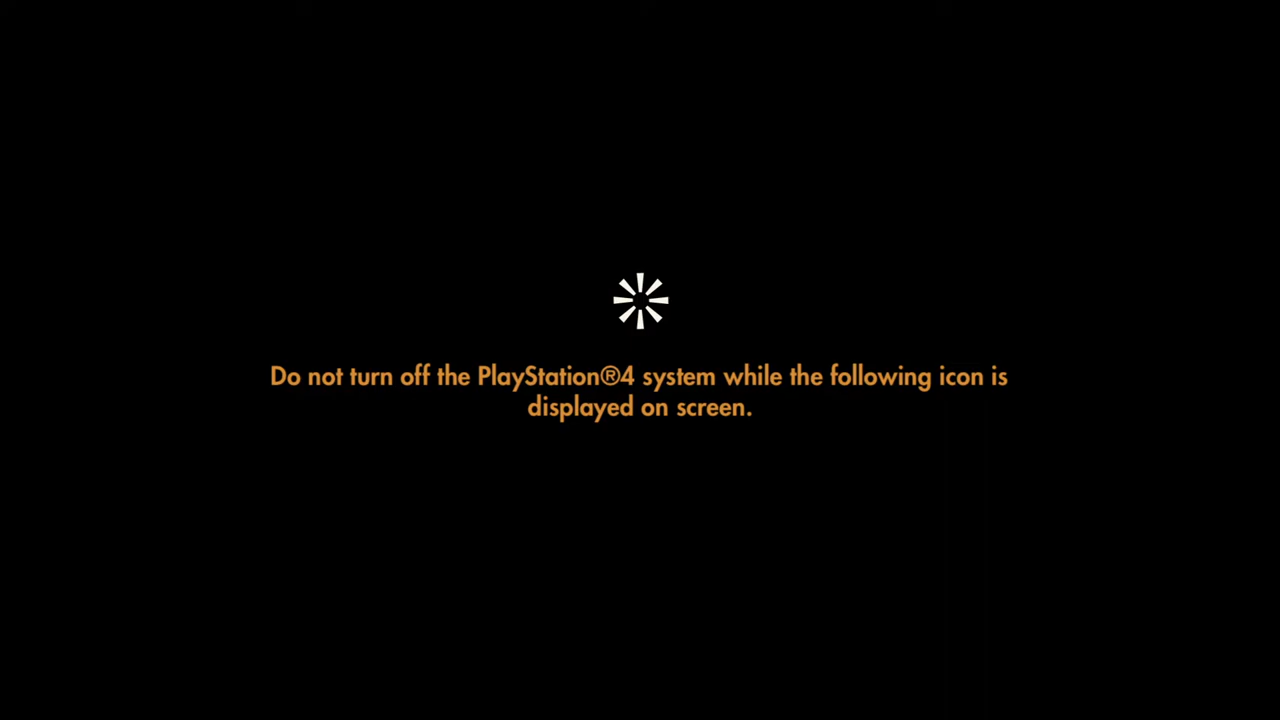 Do not turn off the PlayStation®4 system while the following icon is
displayed on screen.